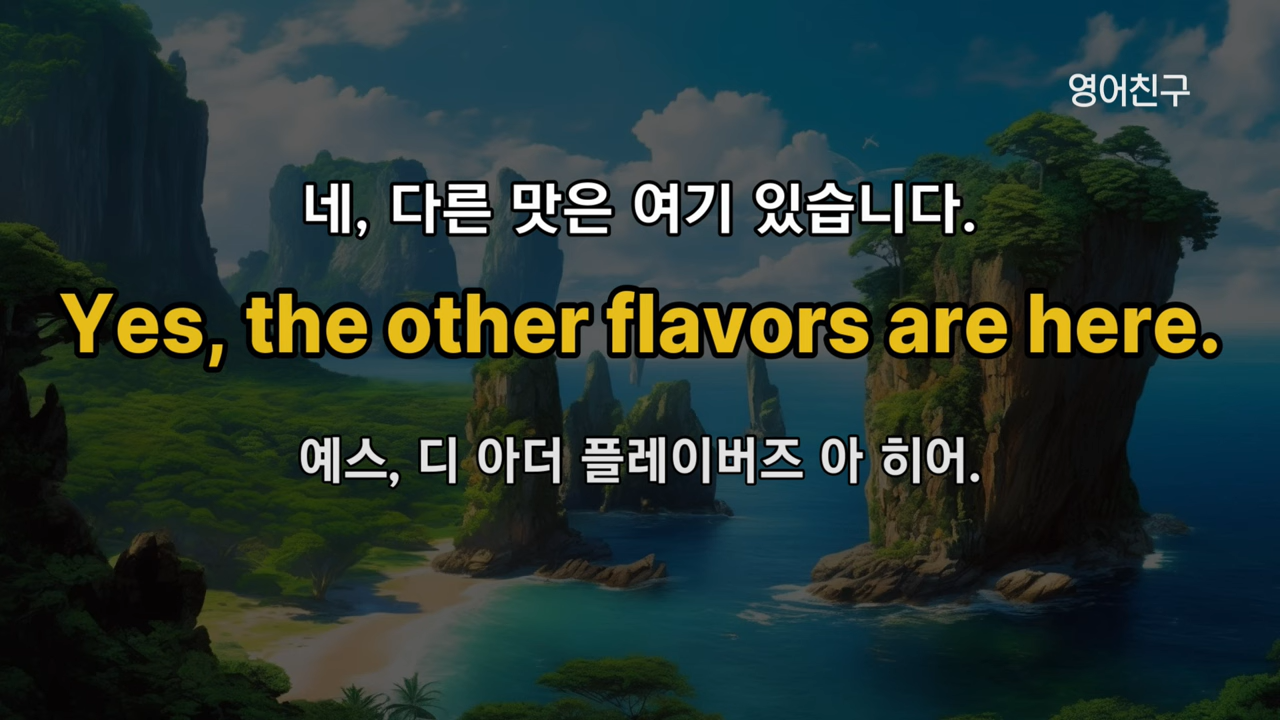 영어친구
네, 다른 맛은 여기 있습니다.
Yes, the other flavors are here.
예스, 디 아더 플레이버즈 아 히어.